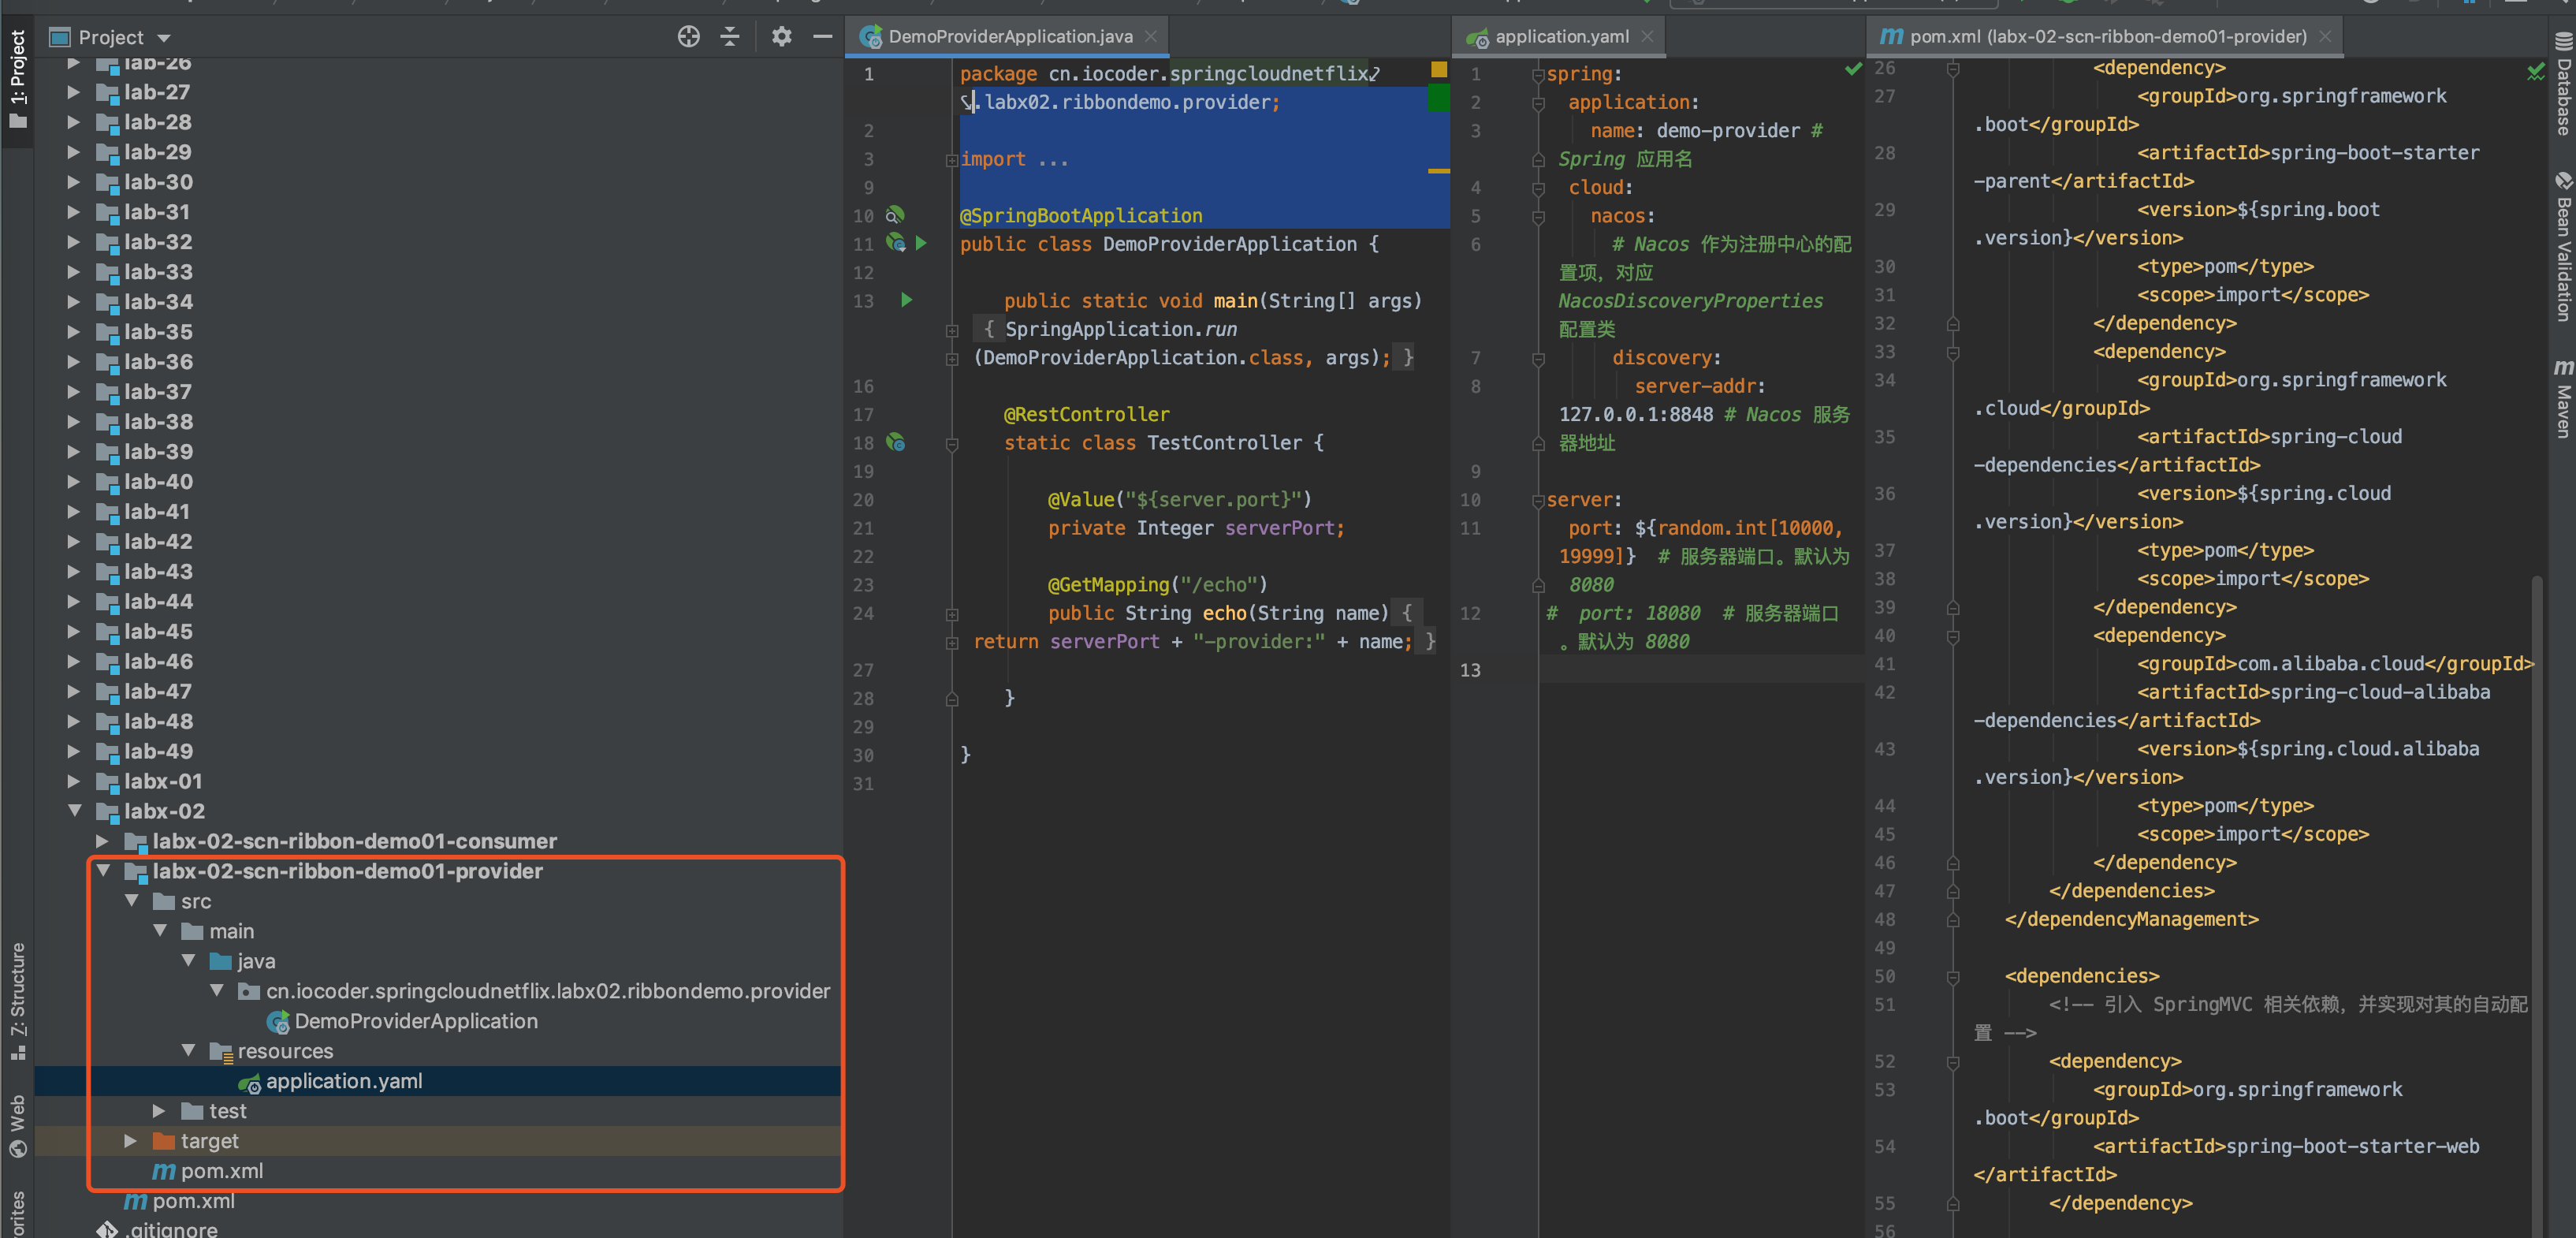 1: Project
Project
lab-26
lab-27
lab-28
lab-29
lab-30
lab-31
lab-32
lab-33
lab-34
lab-35
lab-36
lab-37
lab-38
lab-39
lab-40
lab-41
lab-42
lab-43
lab-44
lab-45
lab-46
lab-47
lab-48
lab-49
labx-01
labx-02
labx-02-scn-ribbon-demo01-consumer
labx-02-scn-ribbon-demo01-provider
src
main
java
cn.iocoder.springcloudnetflix.labx02.ribbondemo.provider
DemoProviderApplication
resources
application.yaml
test
target
pom.xml
pom.xml
.gitignore
Z: Structure
Web
DemoProviderApplication.java
1 package cn.iocoder.springcloudnetflix
.labx02.ribbondemo.provider;
2
3 import ...
9
10 @SpringBootApplication
11 public class DemoProviderApplication {
12
13 public static void main(String[] args)
{ SpringApplication.run
(DemoProviderApplication.class, args); }
16
17 @RestController
18 static class TestController {
19
20 @Value("${server.port}")
21 private Integer serverPort;
22
23 @GetMapping("/echo")
24 public String echo(String name) {
return serverPort + "-provider:" + name; }
27
28 }
29
30 }
31
application.yaml
1 spring:
2 application:
3 name: demo-provider #
Spring 应用名
4 cloud:
5 nacos:
6 # Nacos 作为注册中心的配
置项，对应
NacosDiscoveryProperties
配置类
7 discovery:
8 server-addr:
127.0.0.1:8848 # Nacos 服务
器地址
9
10 server:
11 port: ${random.int[10000,
19999]} # 服务器端口。默认为
8080
12 # port: 18080 # 服务器端口
。默认为 8080
13
pom.xml (labx-02-scn-ribbon-demo01-provider)
26 <dependency>
27 <groupId>org.springframework
.boot</groupId>
28 <artifactId>spring-boot-starter
-parent</artifactId>
29 <version>${spring.boot
.version}</version>
30 <type>pom</type>
31 <scope>import</scope>
32 </dependency>
33 <dependency>
34 <groupId>org.springframework
.cloud</groupId>
35 <artifactId>spring-cloud
-dependencies</artifactId>
36 <version>${spring.cloud
.version}</version>
37 <type>pom</type>
38 <scope>import</scope>
39 </dependency>
40 <dependency>
41 <groupId>com.alibaba.cloud</groupId>
42 <artifactId>spring-cloud-alibaba
-dependencies</artifactId>
43 <version>${spring.cloud.alibaba
.version}</version>
44 <type>pom</type>
45 <scope>import</scope>
46 </dependency>
47 </dependencies>
48 </dependencyManagement>
49
50 <dependencies>
51 <!-- 引入 SpringMVC 相关依赖，并实现对其的自动配
置 -->
52 <dependency>
53 <groupId>org.springframework
.boot</groupId>
54 <artifactId>spring-boot-starter-web
</artifactId>
55 </dependency>
56
Database
Bean Validation
Maven